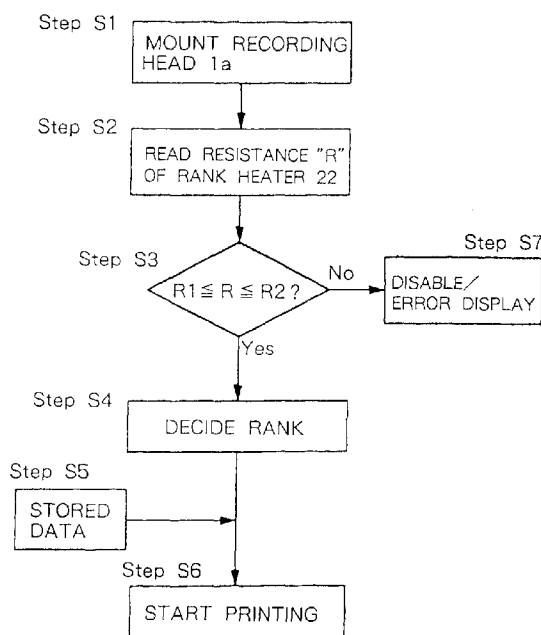 Step S1
MOUNT RECORDING
HEAD 1a
Step S2
READ RESISTANCE "R"
OF RANK HEATER 22
Step S3
R1 ≦ R ≦ R2 ?
No
Step S7
DISABLE/
ERROR DISPLAY
Yes
Step S4
DECIDE RANK
Step S5
STORED
DATA
Step S6
START PRINTING